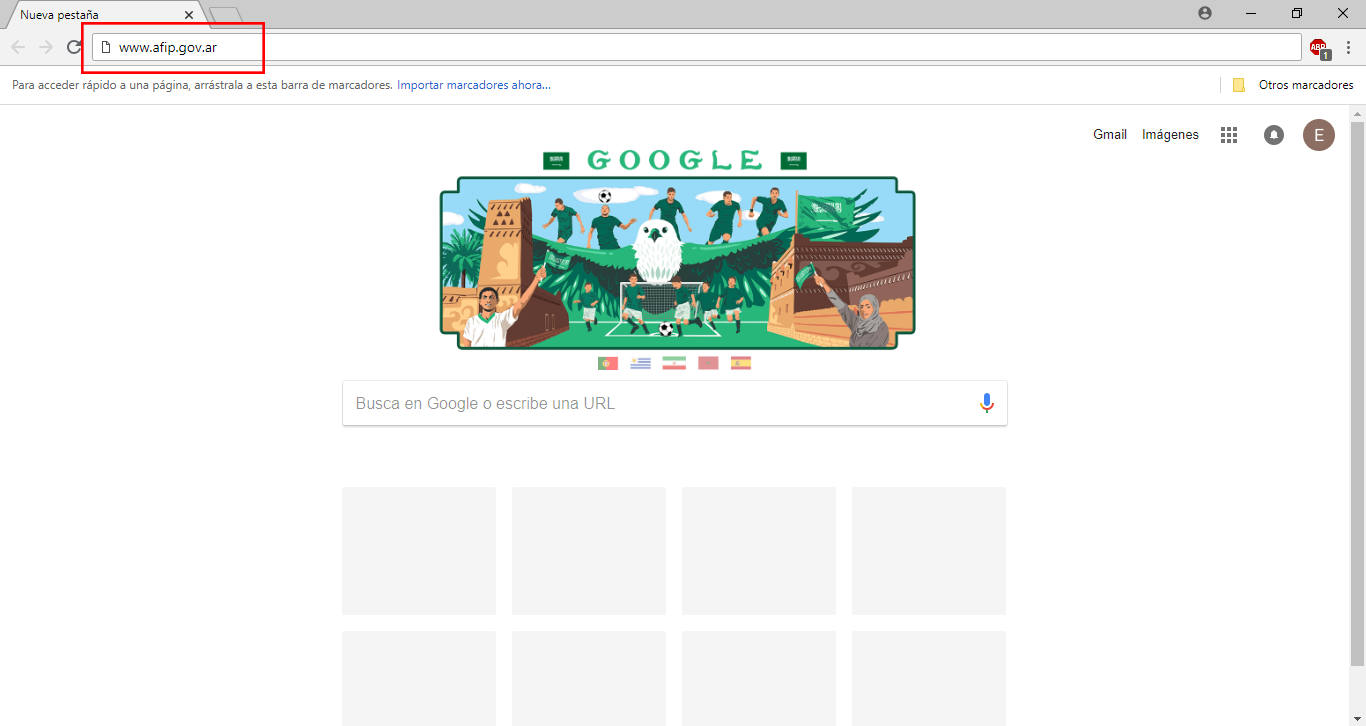 Nueva pestaña
www.afip.gov.ar
ABP
1
Para acceder rápido a una página, arrástrala a esta barra de marcadores. Importar marcadores ahora...
Otros marcadores
Gmail
Imágenes
E
GOOGLE
Busca en Google o escribe una URL